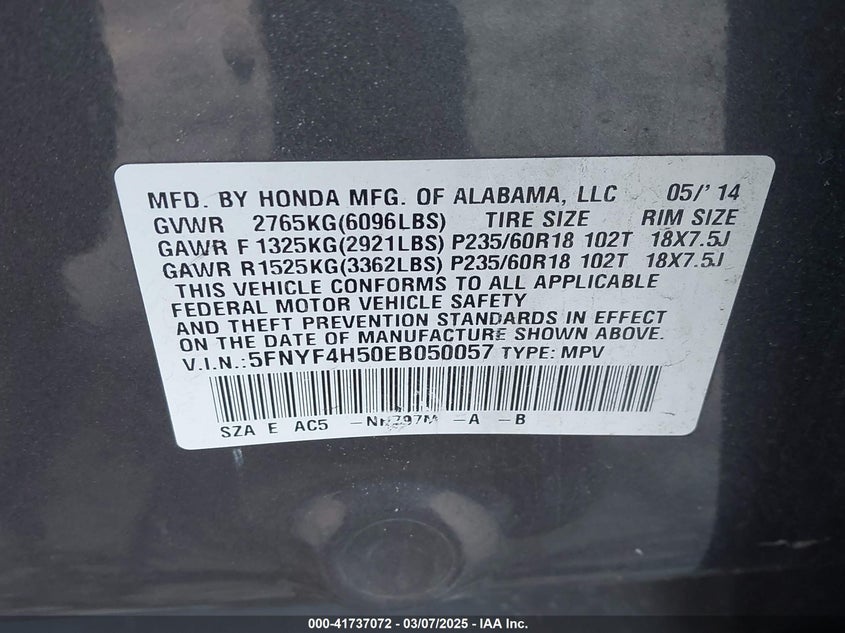 MFD. BY HONDA MFG. OF ALABAMA, LLC 05/'14
GVWR 2765KG(6096LBS) TIRE SIZE RIM SIZE
GAWR F 1325KG(2921LBS) P235/60R18 102T 18X7.5J
GAWR R 1525KG(3362LBS) P235/60R18 102T 18X7.5J
THIS VEHICLE CONFORMS TO ALL APPLICABLE
FEDERAL MOTOR VEHICLE SAFETY
AND THEFT PREVENTION STANDARDS IN EFFECT
ON THE DATE OF MANUFACTURE SHOWN ABOVE.
V.I.N.:5FNYF4H50EB050057 TYPE: MPV
SZA E AC5 -NH797M -A -B
000-41737072 — 03/07/2025 — IAAI, Inc.